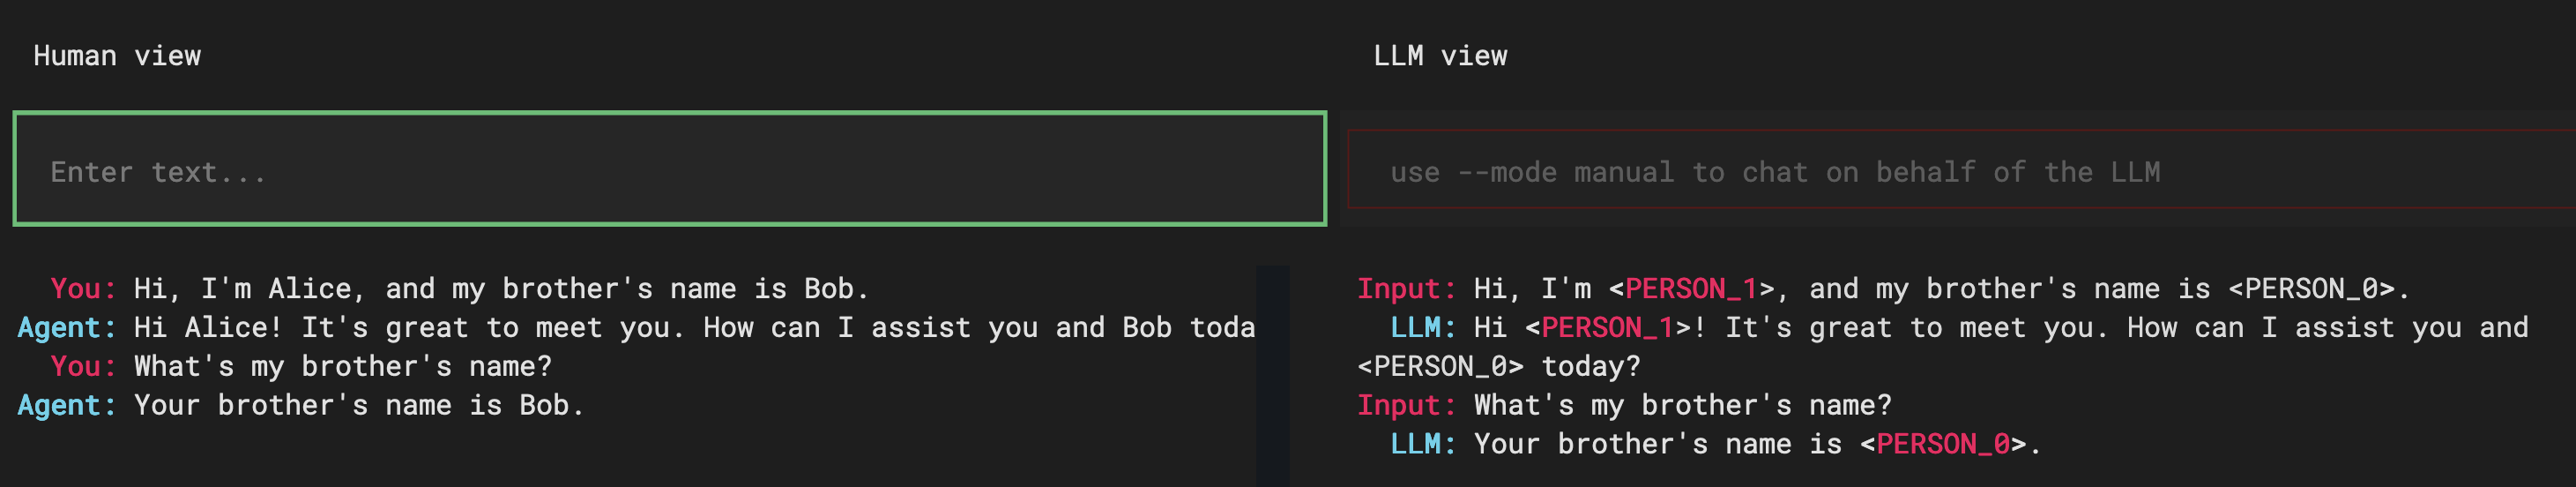 Human view
Enter text...
You: Hi, I'm Alice, and my brother's name is Bob.
Agent: Hi Alice! It's great to meet you. How can I assist you and Bob toda
You: What's my brother's name?
Agent: Your brother's name is Bob.
LLM view
use --mode manual to chat on behalf of the LLM
Input: Hi, I'm <PERSON_1>, and my brother's name is <PERSON_0>.
LLM: Hi <PERSON_1>! It's great to meet you. How can I assist you and
<PERSON_0> today?
Input: What's my brother's name?
LLM: Your brother's name is <PERSON_0>.